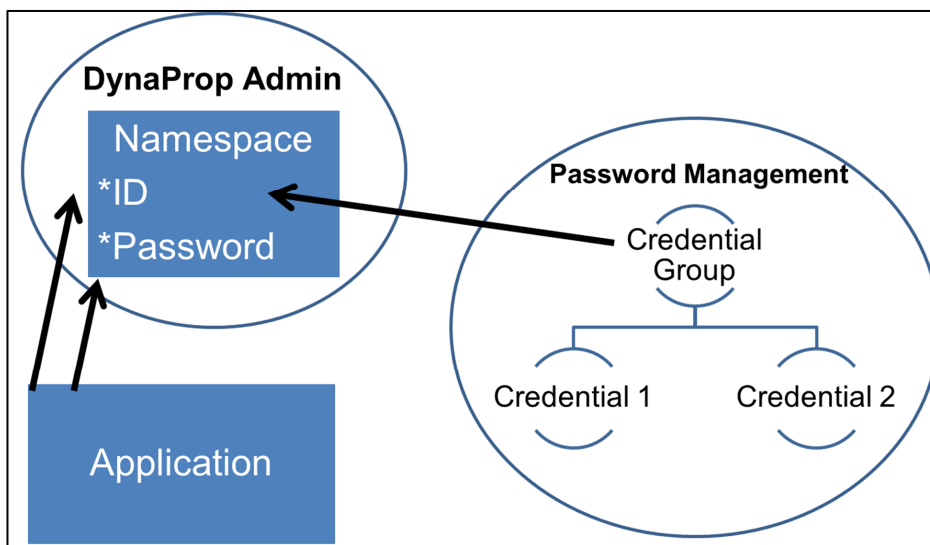 DynaProp Admin
Namespace
*ID
*Password
Application
Password Management
Credential
Group
Credential 1
Credential 2